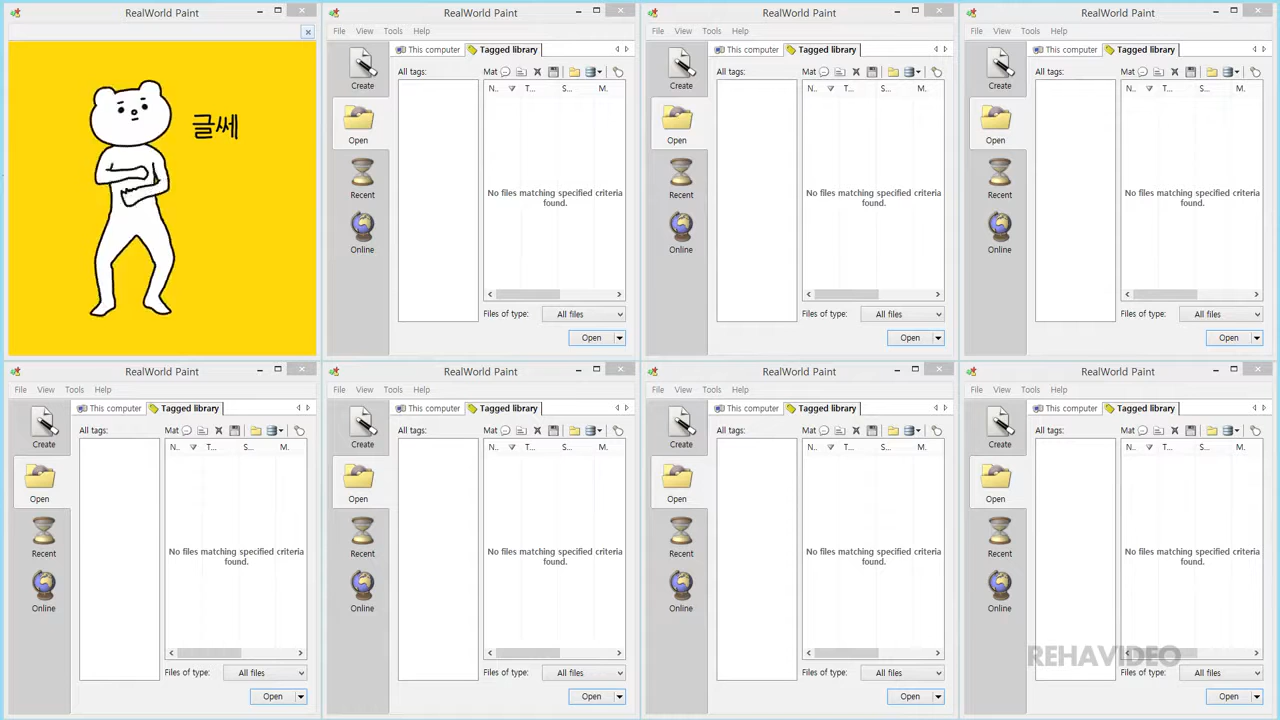 RealWorld Paint
글쎄
RealWorld Paint
File View Tools Help
This computer Tagged library
All tags: Mat
N.. T... S... M.
Create
Open
Recent
Online
No files matching specified criteria
found.
Files of type: All files
Open
RealWorld Paint
File View Tools Help
This computer Tagged library
All tags: Mat
N.. T... S... M.
Create
Open
Recent
Online
No files matching specified criteria
found.
Files of type: All files
Open
RealWorld Paint
File View Tools Help
This computer Tagged library
All tags: Mat
N.. T... S... M.
Create
Open
Recent
Online
No files matching specified criteria
found.
Files of type: All files
Open
RealWorld Paint
File View Tools Help
This computer Tagged library
All tags: Mat
N.. T... S... M.
Create
Open
Recent
Online
No files matching specified criteria
found.
Files of type: All files
Open
RealWorld Paint
File View Tools Help
This computer Tagged library
All tags: Mat
N.. T... S... M.
Create
Open
Recent
Online
No files matching specified criteria
found.
Files of type: All files
Open
RealWorld Paint
File View Tools Help
This computer Tagged library
All tags: Mat
N.. T... S... M.
Create
Open
Recent
Online
No files matching specified criteria
found.
Files of type: All files
Open
RealWorld Paint
File View Tools Help
This computer Tagged library
All tags: Mat
N.. T... S... M.
Create
Open
Recent
Online
No files matching specified criteria
found.
Files of type: All files
Open
REHAVIDEO